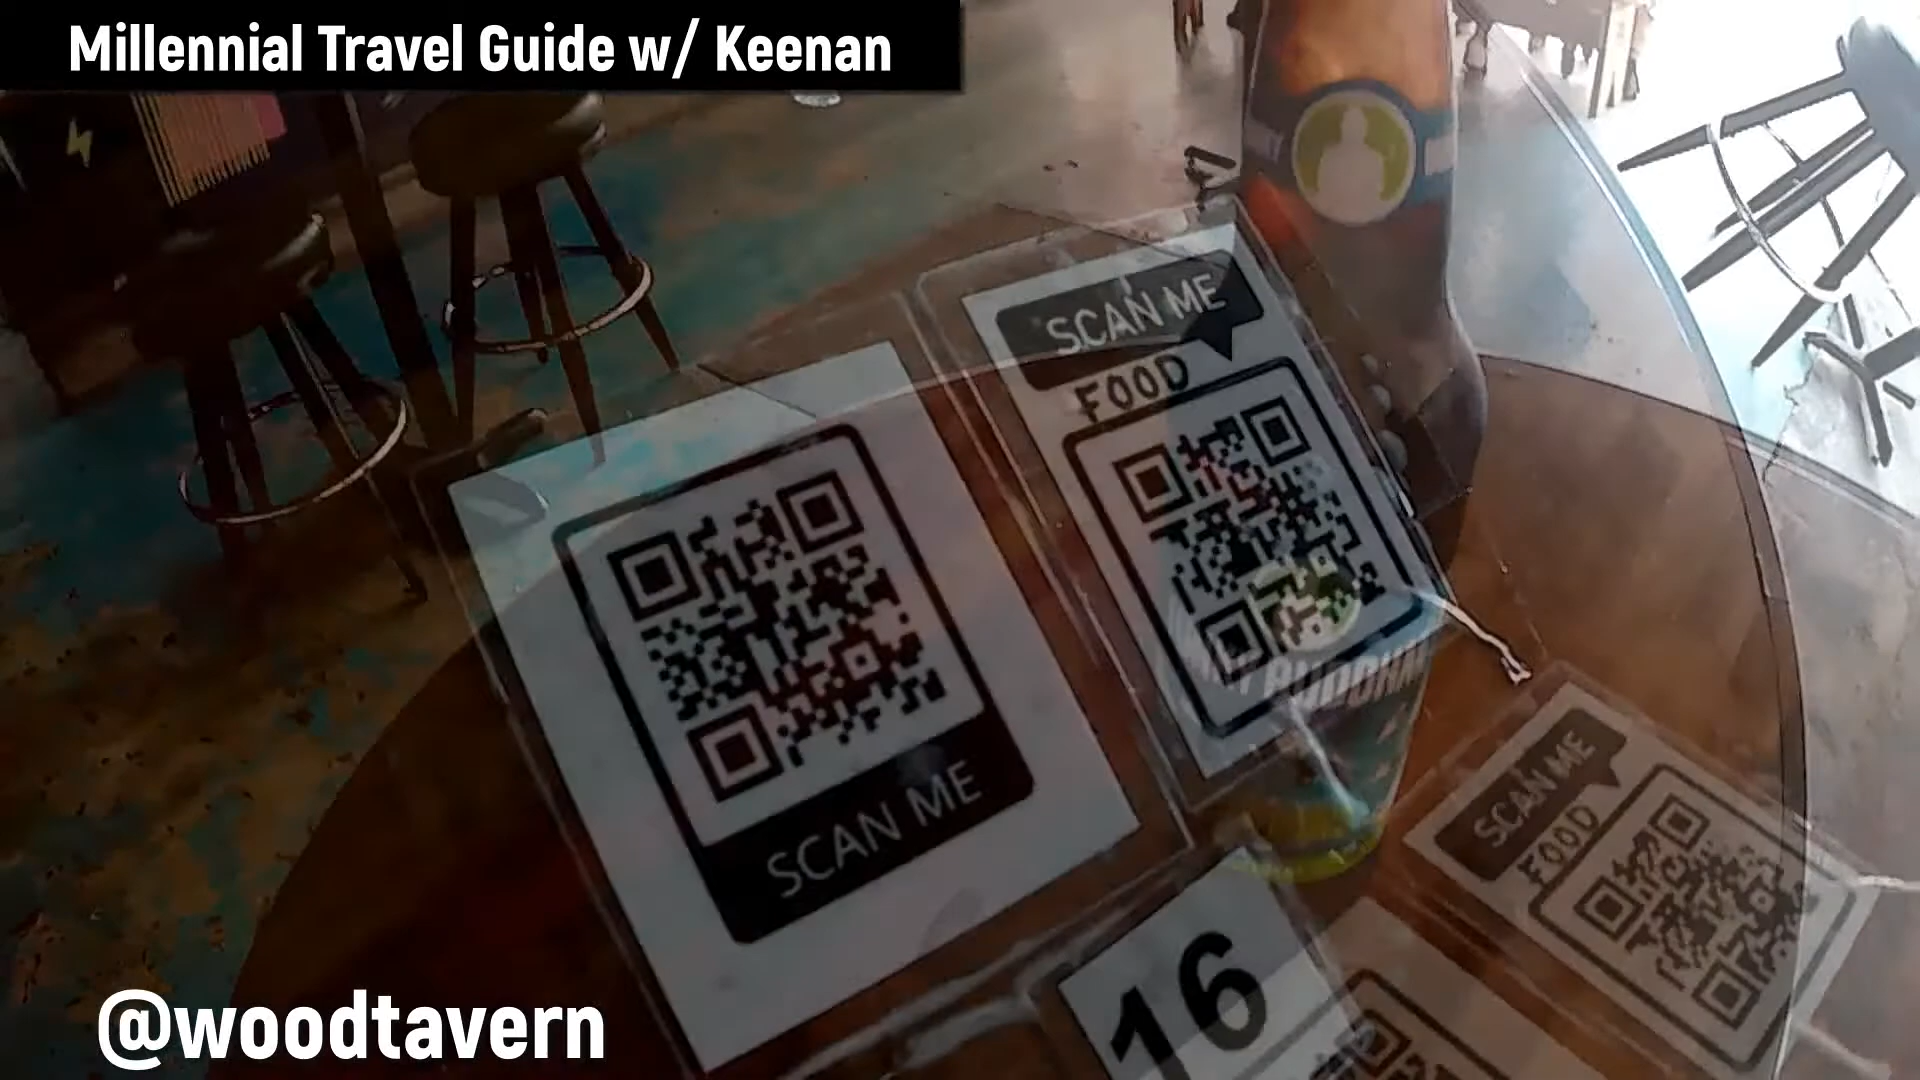 Millennial Travel Guide w/ Keenan
SCAN ME
FOOD
SCAN ME
SCAN ME
FOOD
16
@woodtavern